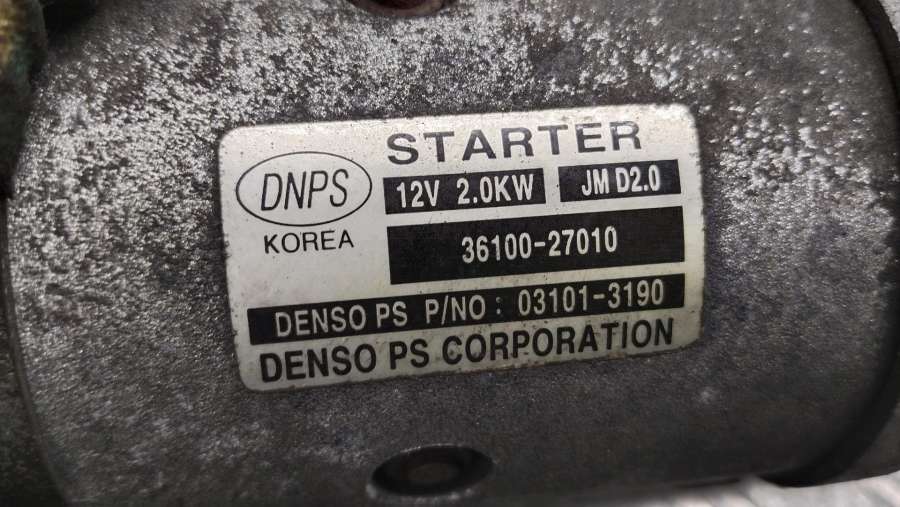 STARTER
DNPS
12V 2.0KW JM D2.0
KOREA
36100-27010
DENSO PS P/NO : 03101-3190
DENSO PS CORPORATION